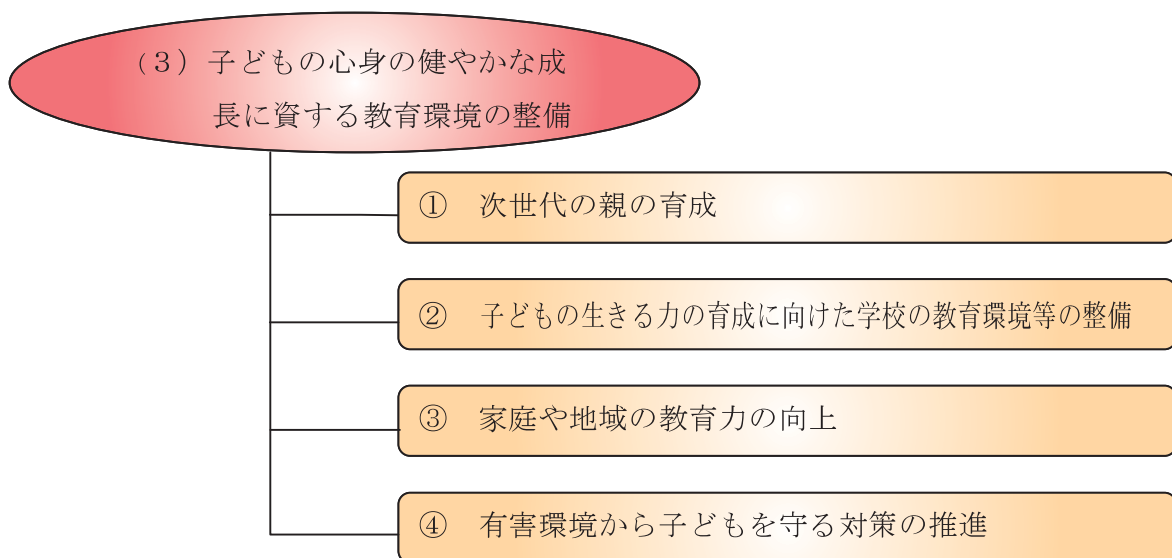 (３) 子どもの心身の健やかな成
長に資する教育環境の整備
①　次世代の親の育成
②　子どもの生きる力の育成に向けた学校の教育環境等の整備
③　家庭や地域の教育力の向上
④　有害環境から子どもを守る対策の推進